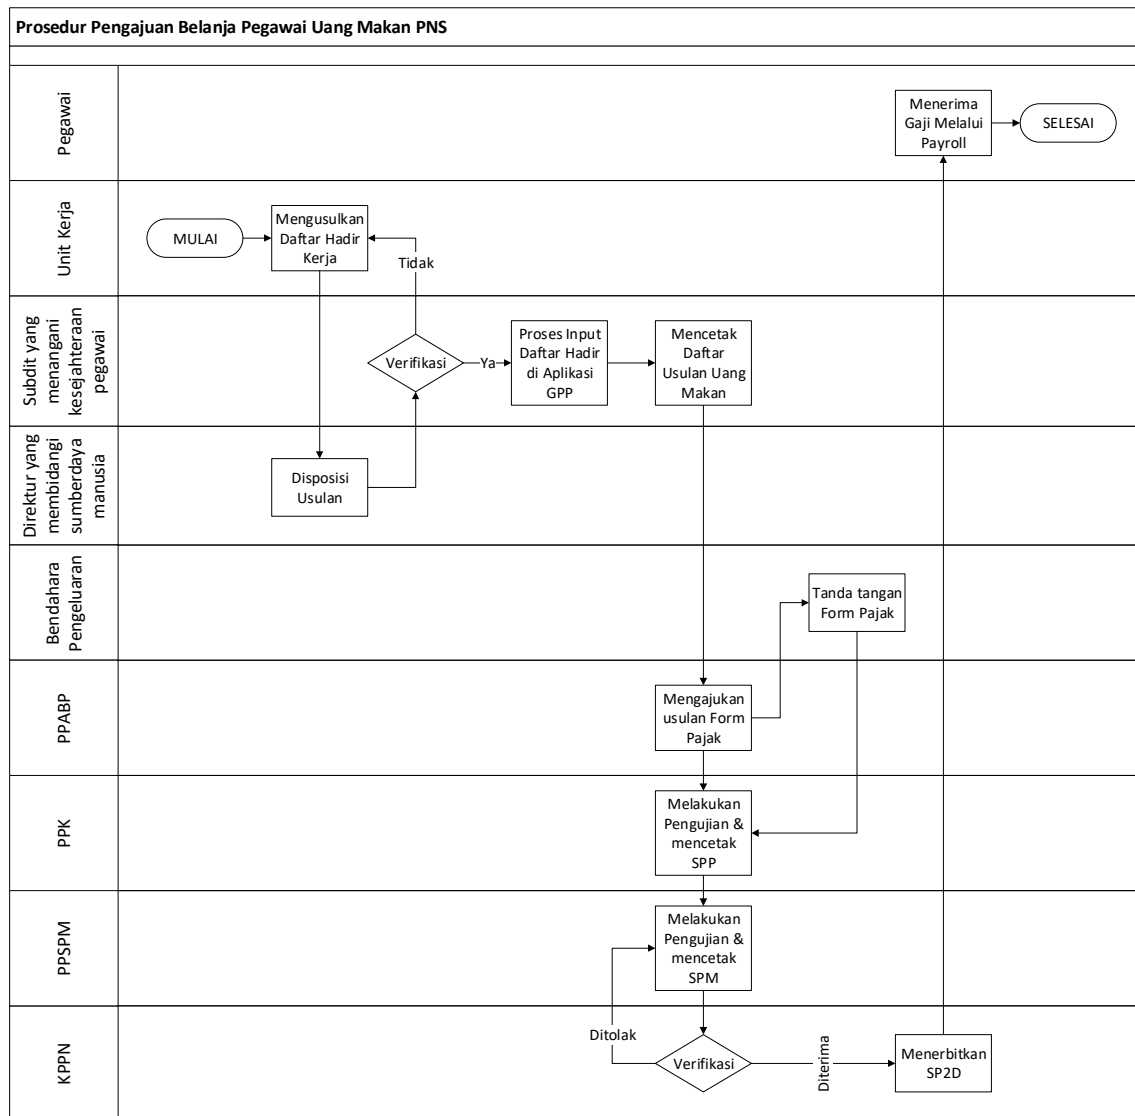 Prosedur Pengajuan Belanja Pegawai Uang Makan PNS
Pegawai
Menerima
Gaji Melalui
Payroll
SELESAI
Unit Kerja
MULAI
Mengusulkan
Daftar Hadir
Kerja
Tidak
Subdit yang
menangani
kesejahteraan
pegawai
Verifikasi
Ya
Proses Input
Daftar Hadir
di Aplikasi
GPP
Mencetak
Daftar
Usulan Uang
Makan
Direktur yang
membidangi
sumberdaya
manusia
Disposisi
Usulan
Bendahara
Pengeluaran
Tanda tangan
Form Pajak
PPABP
Mengajukan
usulan Form
Pajak
PPK
Melakukan
Pengujian &
mencetak
SPP
PPSPM
Melakukan
Pengujian &
mencetak
SPM
KPPN
Ditolak
Verifikasi
Diterima
Menerbitkan
SP2D